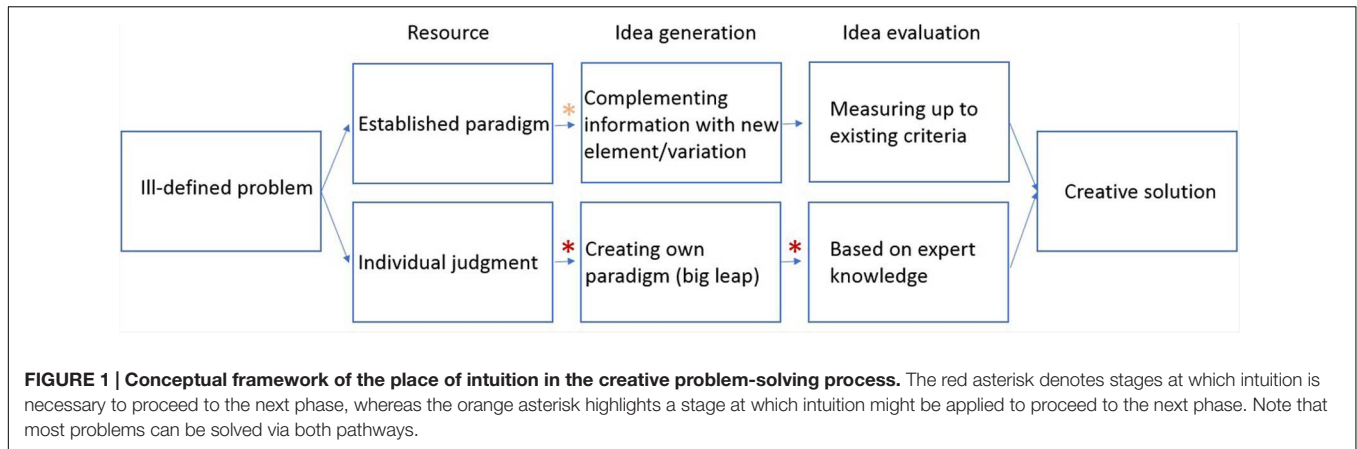 Resource
Idea generation
Idea evaluation
Ill-defined problem
Established paradigm
*
Complementing
information with new
element/variation
Measuring up to
existing criteria
Individual judgment
*
Creating own
paradigm (big leap)
*
Based on expert
knowledge
Creative solution
FIGURE 1 | Conceptual framework of the place of intuition in the creative problem-solving process. The red asterisk denotes stages at which intuition is
necessary to proceed to the next phase, whereas the orange asterisk highlights a stage at which intuition might be applied to proceed to the next phase. Note that
most problems can be solved via both pathways.